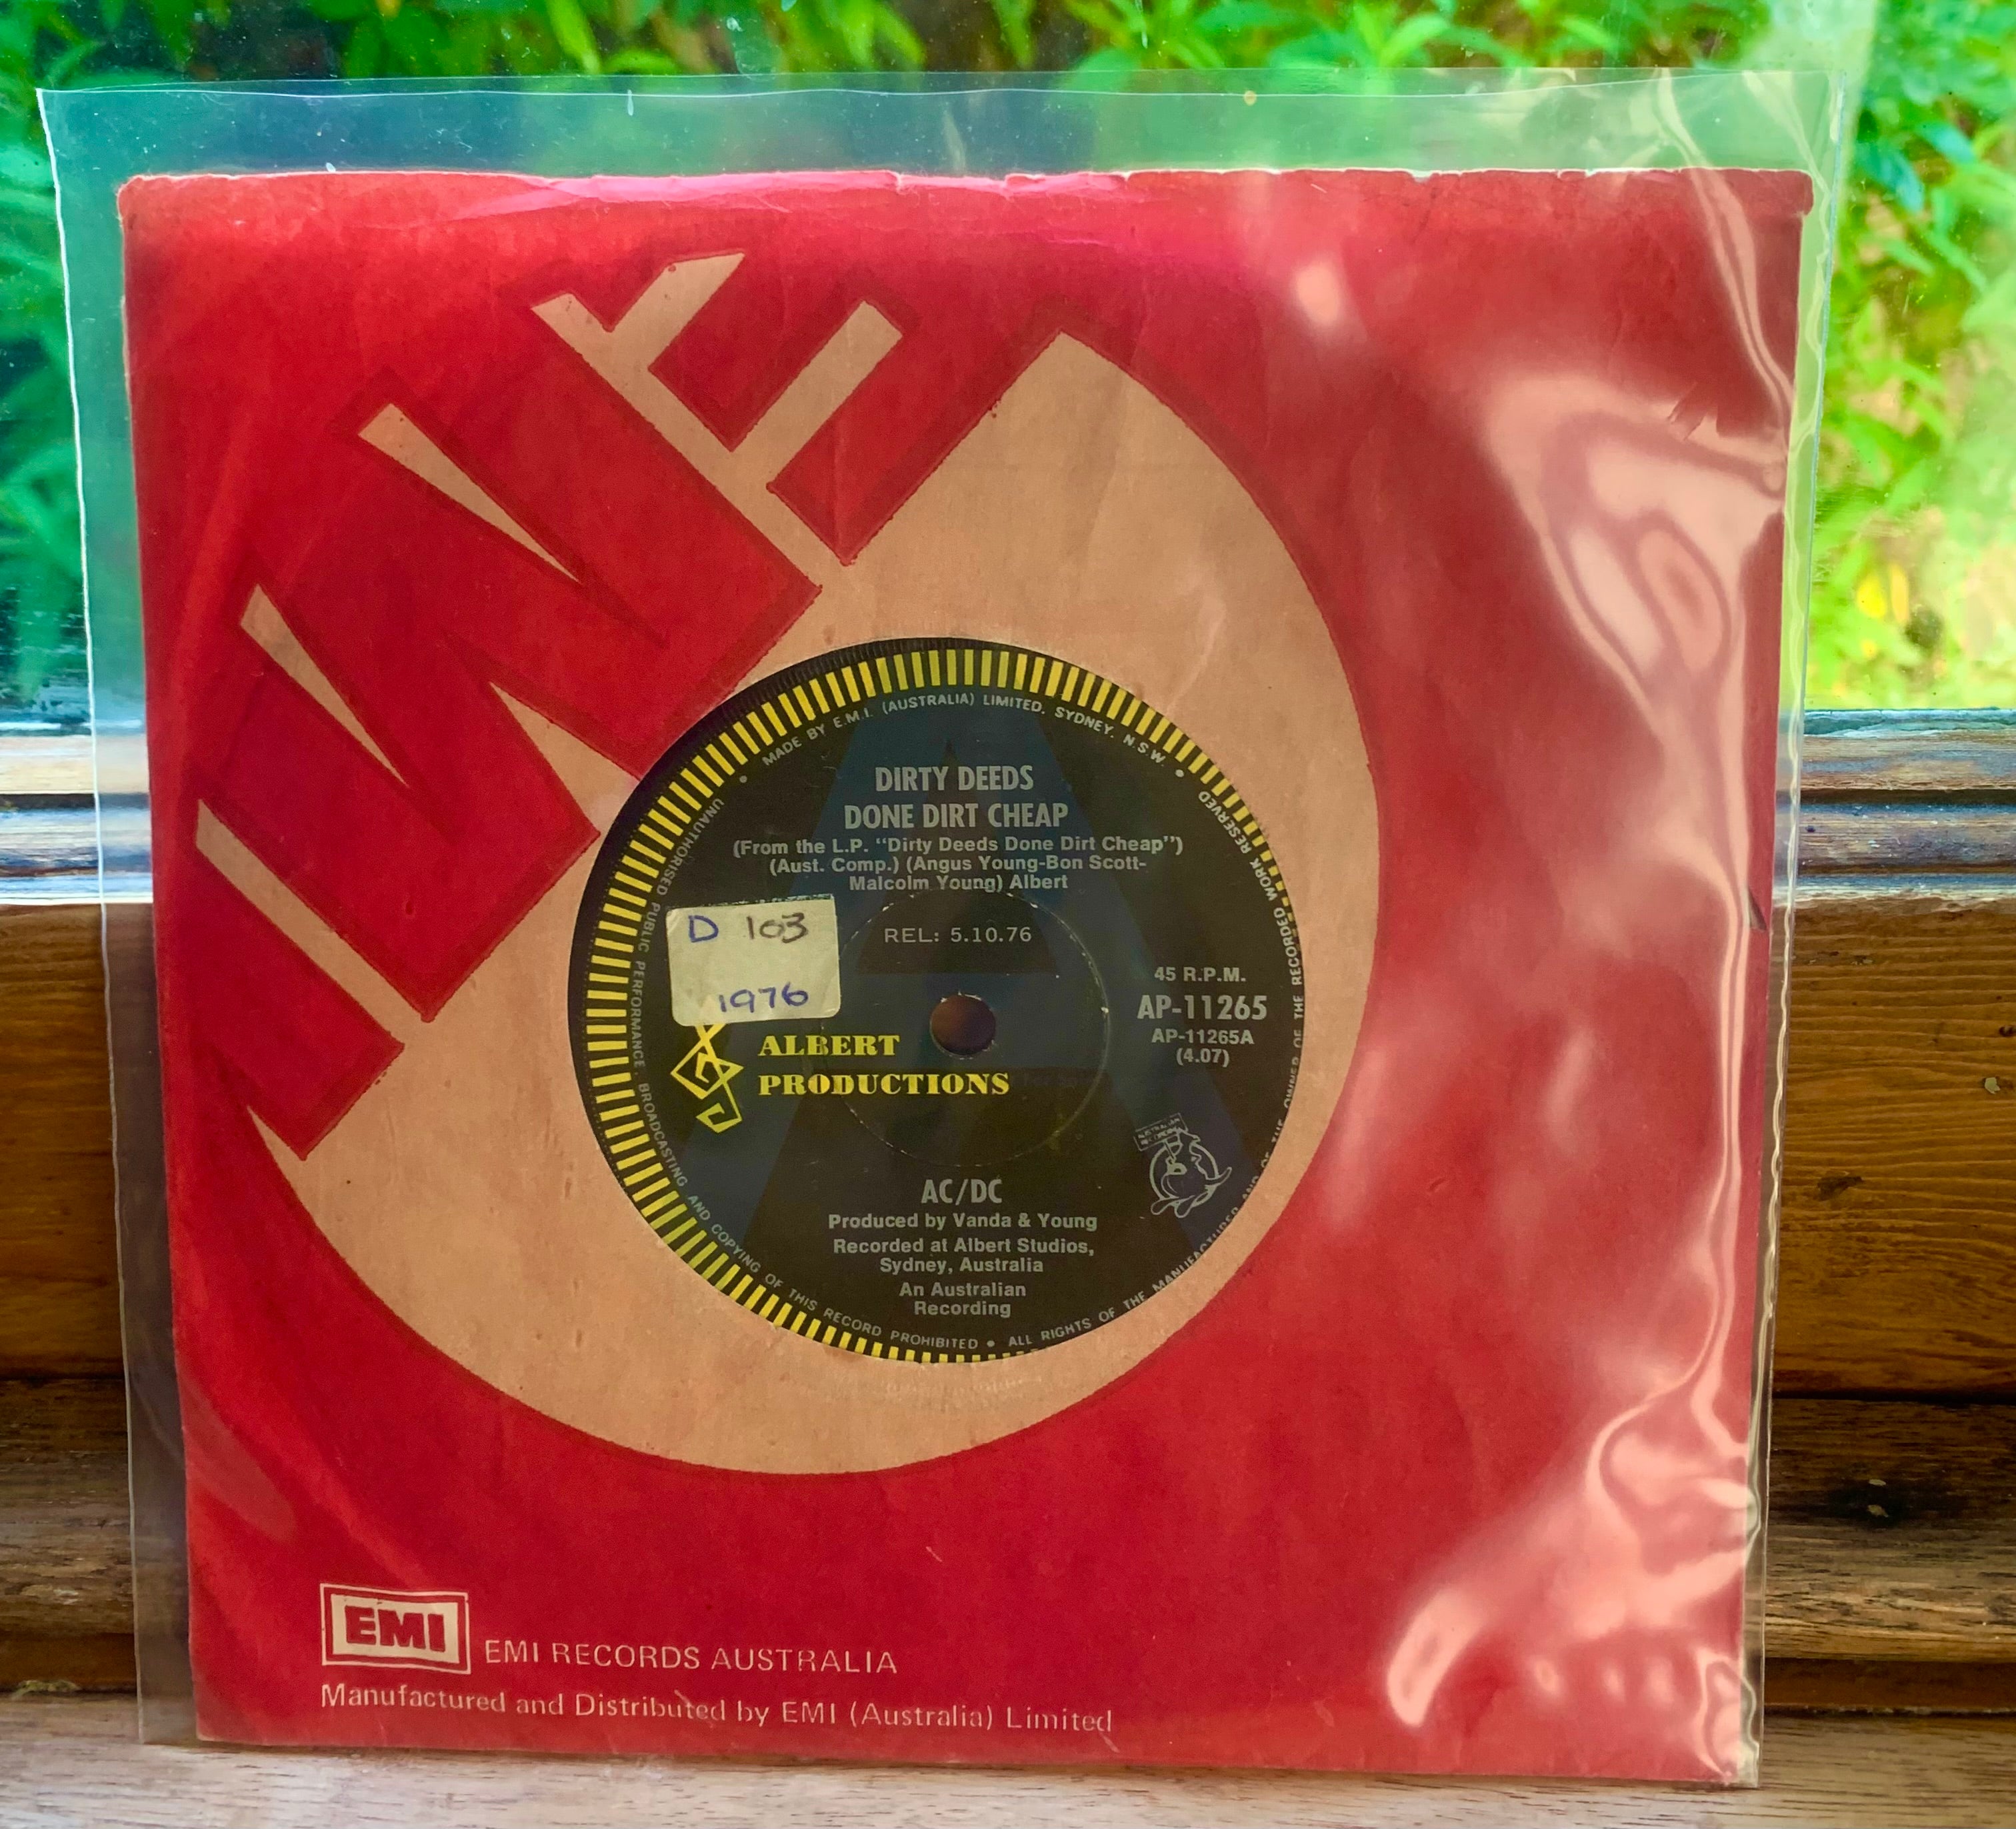 MADE BY E.M.I. (AUSTRALIA) LIMITED. SYDNEY. N.S.W.
DIRTY DEEDS
DONE DIRT CHEAP
(From the L.P. “Dirty Deeds Done Dirt Cheap”)
(Aust. Comp.) (Angus Young-Bon Scott-
Malcolm Young) Albert
D 103
1976
REL: 5.10.76
45 R.P.M.
AP-11265
AP-11265A
(4.07)
ALBERT
PRODUCTIONS
AC/DC
Produced by Vanda & Young
Recorded at Albert Studios,
Sydney, Australia
An Australian
Recording
UNAUTHORISED PUBLIC PERFORMANCE, BROADCASTING AND COPYING OF THIS RECORD PROHIBITED • ALL RIGHTS OF THE MANUFACTURER AND OF THE OWNER OF THE RECORDED WORK RESERVED
EMI
EMI RECORDS AUSTRALIA
Manufactured and Distributed by EMI (Australia) Limited